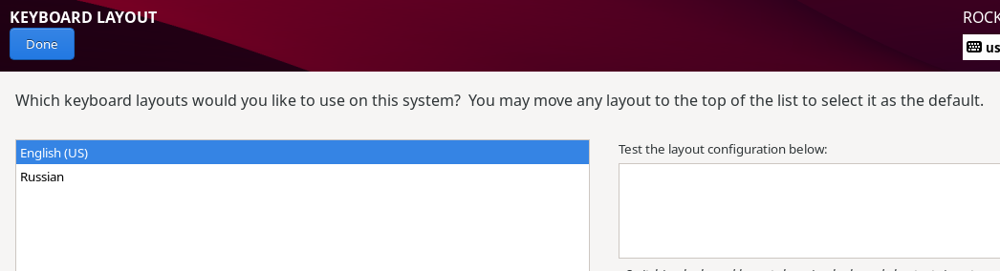 KEYBOARD LAYOUT
ROCK
Done
us
Which keyboard layouts would you like to use on this system?  You may move any layout to the top of the list to select it as the default.
English (US)
Russian
Test the layout configuration below: